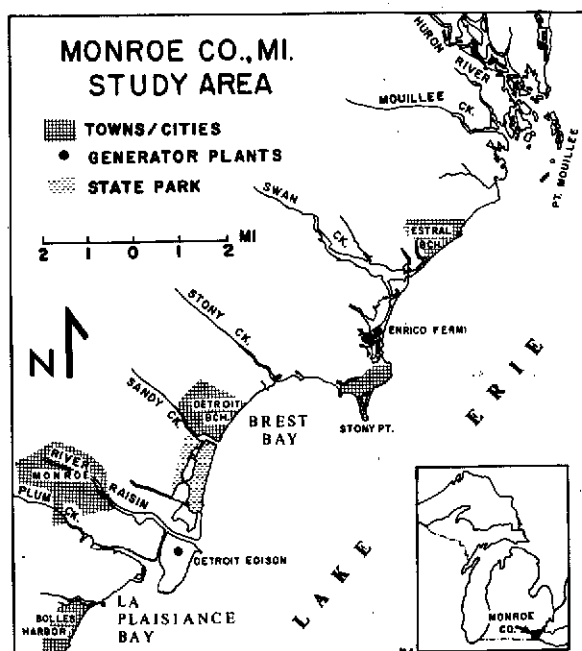 MONROE CO., MI.
STUDY AREA
TOWNS/CITIES
GENERATOR PLANTS
STATE PARK
2 1 0 1 2 MI
N
HURON
RIVER
MOUILLEE CK.
PT. MOUILLEE
SWAN
CK.
ESTRAL
BCH.
STONY
CK.
ENRICO FERMI
SANDY CK.
DETROIT
BCH.
BREST
BAY
STONY PT.
RIVER
RAISIN
MONROE
PLUM CK.
DETROIT EDISON
LA
PLAISIANCE
BAY
BOLLES
HARBOR
LAKE ERIE
MONROE
CO.